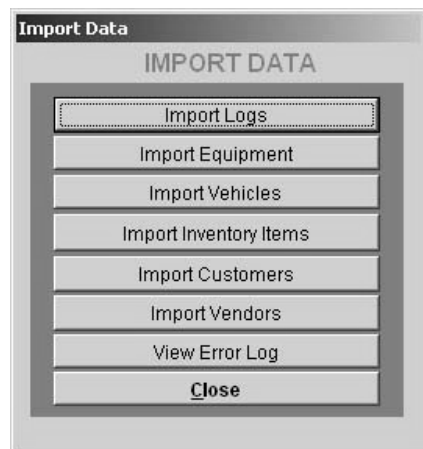 Import Data
IMPORT DATA
Import Logs
Import Equipment
Import Vehicles
Import Inventory Items
Import Customers
Import Vendors
View Error Log
Close